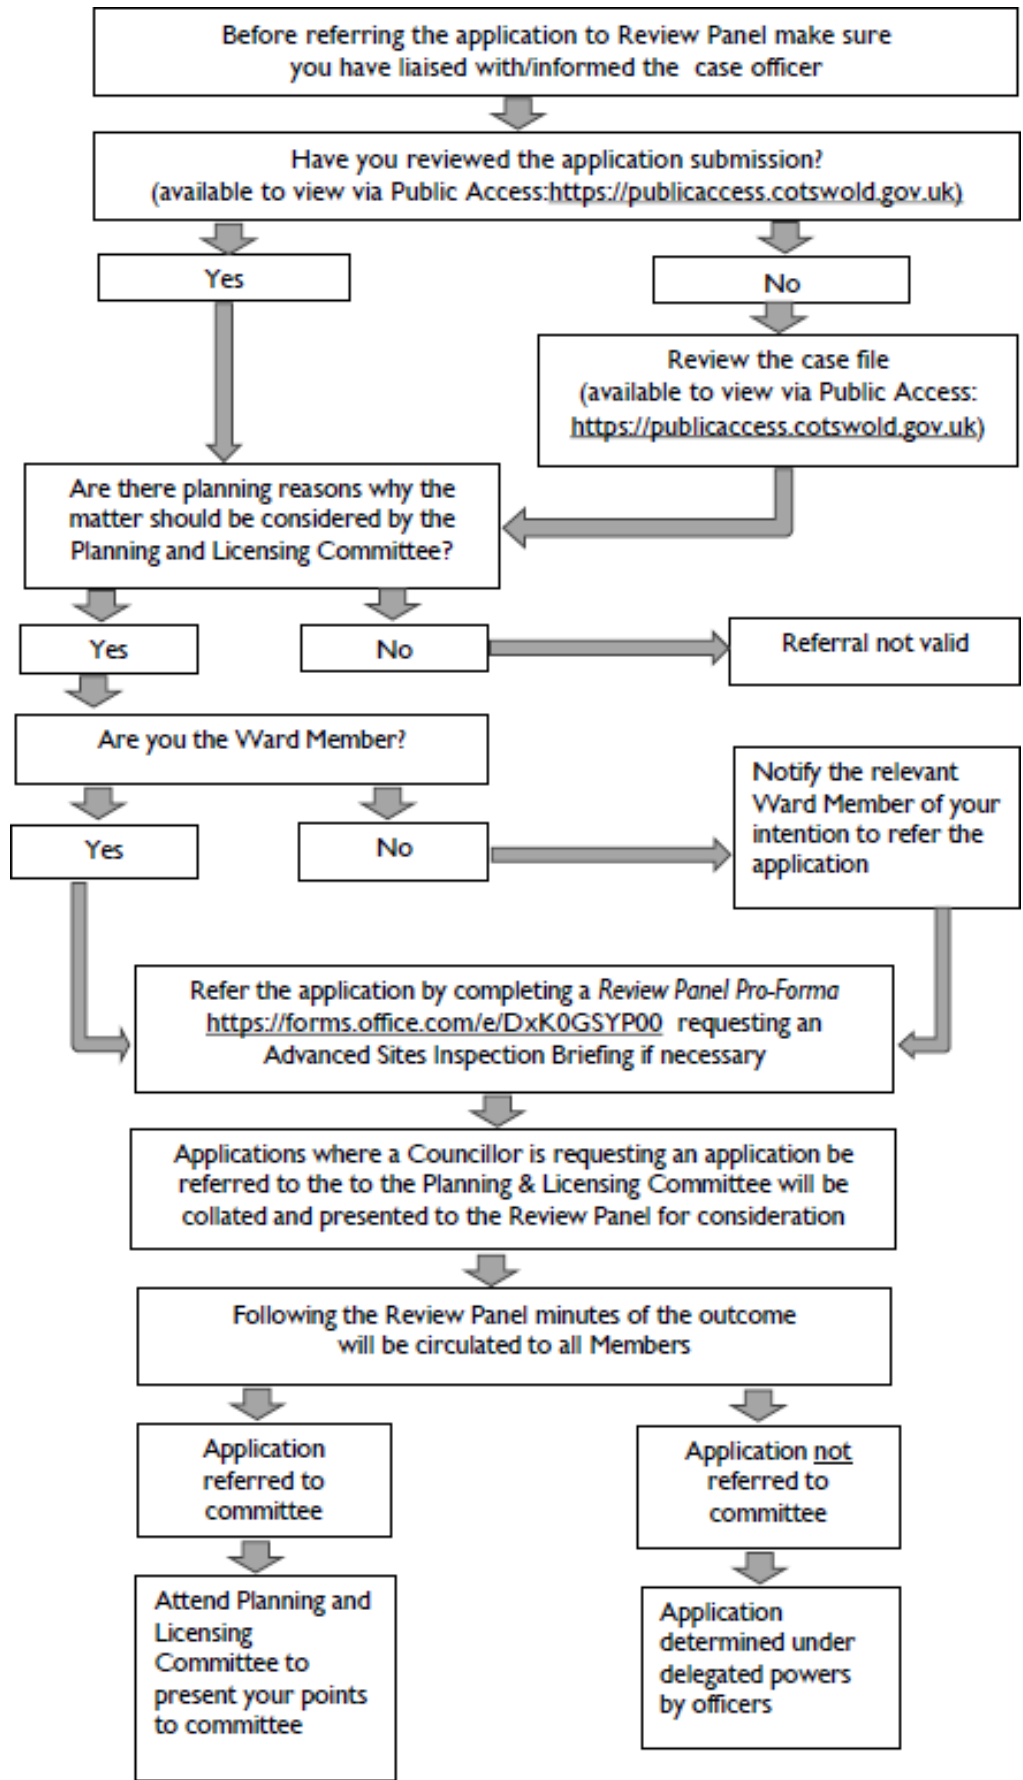 Before referring the application to Review Panel make sure
you have liaised with/informed the case officer
Have you reviewed the application submission?
(available to view via Public Access:https://publicaccess.cotswold.gov.uk)
Yes
No
Review the case file
(available to view via Public Access:
https://publicaccess.cotswold.gov.uk)
Are there planning reasons why the
matter should be considered by the
Planning and Licensing Committee?
Yes
No
Referral not valid
Are you the Ward Member?
Yes
No
Notify the relevant
Ward Member of your
intention to refer the
application
Refer the application by completing a Review Panel Pro-Forma
https://forms.office.com/e/DxK0GSYP00 requesting an
Advanced Sites Inspection Briefing if necessary
Applications where a Councillor is requesting an application be
referred to the to the Planning & Licensing Committee will be
collated and presented to the Review Panel for consideration
Following the Review Panel minutes of the outcome
will be circulated to all Members
Application
referred to
committee
Application not
referred to
committee
Attend Planning and
Licensing
Committee to
present your points
to committee
Application
determined under
delegated powers
by officers